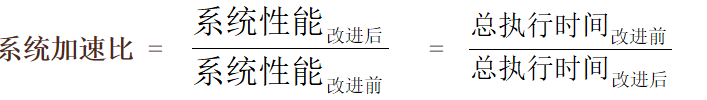 系统加速比 = 系统性能改进后 / 系统性能改进前 = 总执行时间改进前 / 总执行时间改进后